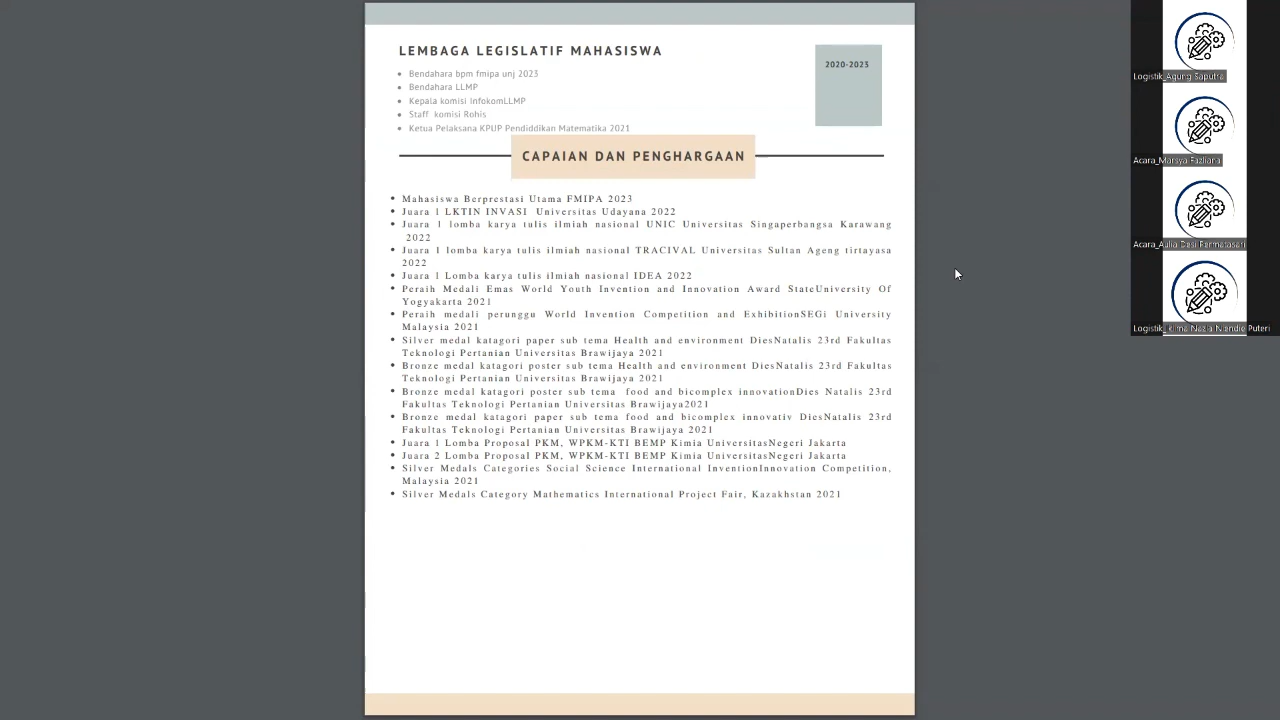 LEMBAGA LEGISLATIF MAHASISWA
2020-2023
Bendahara bpm fmipa unj 2023
Bendahara LLMP
Kepala komisi InfokomLLMP
Staff komisi Rohis
Ketua Pelaksana KPUP Pendiddikan Matematika 2021
CAPAIAN DAN PENGHARGAAN
Mahasiswa Berprestasi Utama FMIPA 2023
Juara 1 LKTIN INVASI Universitas Udayana 2022
Juara 1 lomba karya tulis ilmiah nasional UNIC Universitas Singaperbangsa Karawang
2022
Juara 1 lomba karya tulis ilmiah nasional TRACIVAL Universitas Sultan Ageng tirtayasa
2022
Juara 1 Lomba karya tulis ilmiah nasional IDEA 2022
Peraih Medali Emas World Youth Invention and Innovation Award StateUniversity Of
Yogyakarta 2021
Peraih medali perunggu World Invention Competition and ExhibitionSEGi University
Malaysia 2021
Silver medal katagori paper sub tema Health and environment DiesNatalis 23rd Fakultas
Teknologi Pertanian Universitas Brawijaya 2021
Bronze medal katagori poster sub tema Health and environment DiesNatalis 23rd Fakultas
Teknologi Pertanian Universitas Brawijaya 2021
Bronze medal katagori poster sub tema food and bicomplex innovationDies Natalis 23rd
Fakultas Teknologi Pertanian Universitas Brawijaya2021
Bronze medal katagori paper sub tema food and bicomplex innovativ DiesNatalis 23rd
Fakultas Teknologi Pertanian Universitas Brawijaya 2021
Juara 1 Lomba Proposal PKM, WPKM-KTI BEMP Kimia UniversitasNegeri Jakarta
Juara 2 Lomba Proposal PKM, WPKM-KTI BEMP Kimia UniversitasNegeri Jakarta
Silver Medals Categories Social Science International InventionInnovation Competition,
Malaysia 2021
Silver Medals Category Mathematics International Project Fair, Kazakhstan 2021
Logistik_Agung Saputra
Acara_Marsya Fazliana
Acara_Aulia Desi Permatasari
Logistik_ Nazla Nandie Puteri